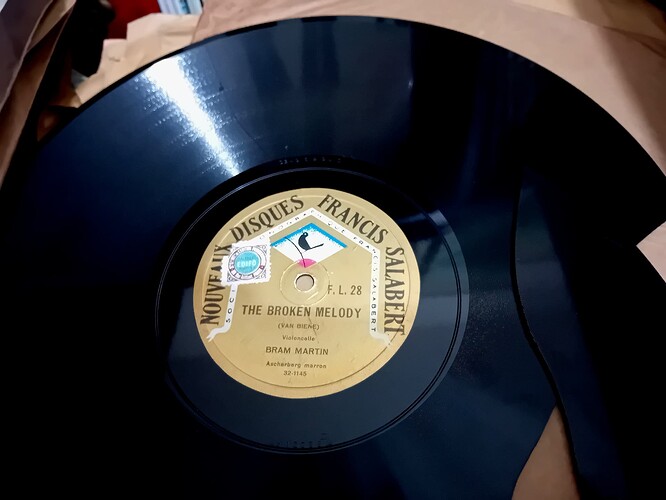 NOUVEAUX DISQUES FRANCIS SALABERT
F. L. 28
THE BROKEN MELODY
(VAN BIENE)
Violoncelle
BRAM MARTIN
Ascherberg marron
32-1145